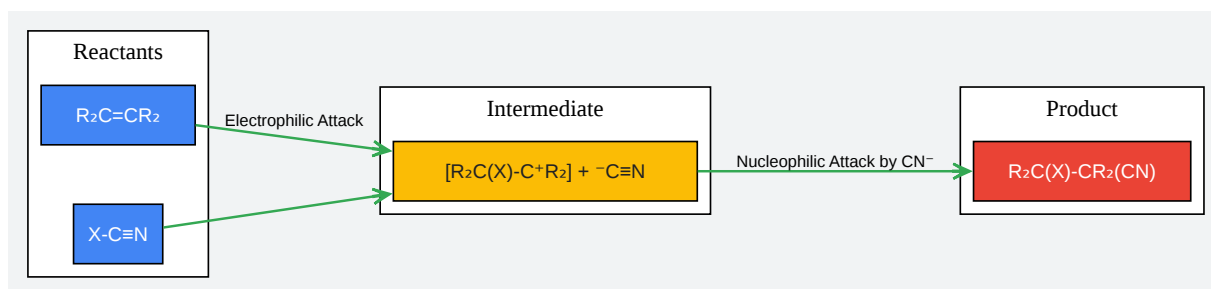 Reactants
R₂C=CR₂
X-C≡N
Electrophilic Attack
Intermediate
[R₂C(X)-C⁺R₂] + ⁻C≡N
Nucleophilic Attack by CN⁻
Product
R₂C(X)-CR₂(CN)